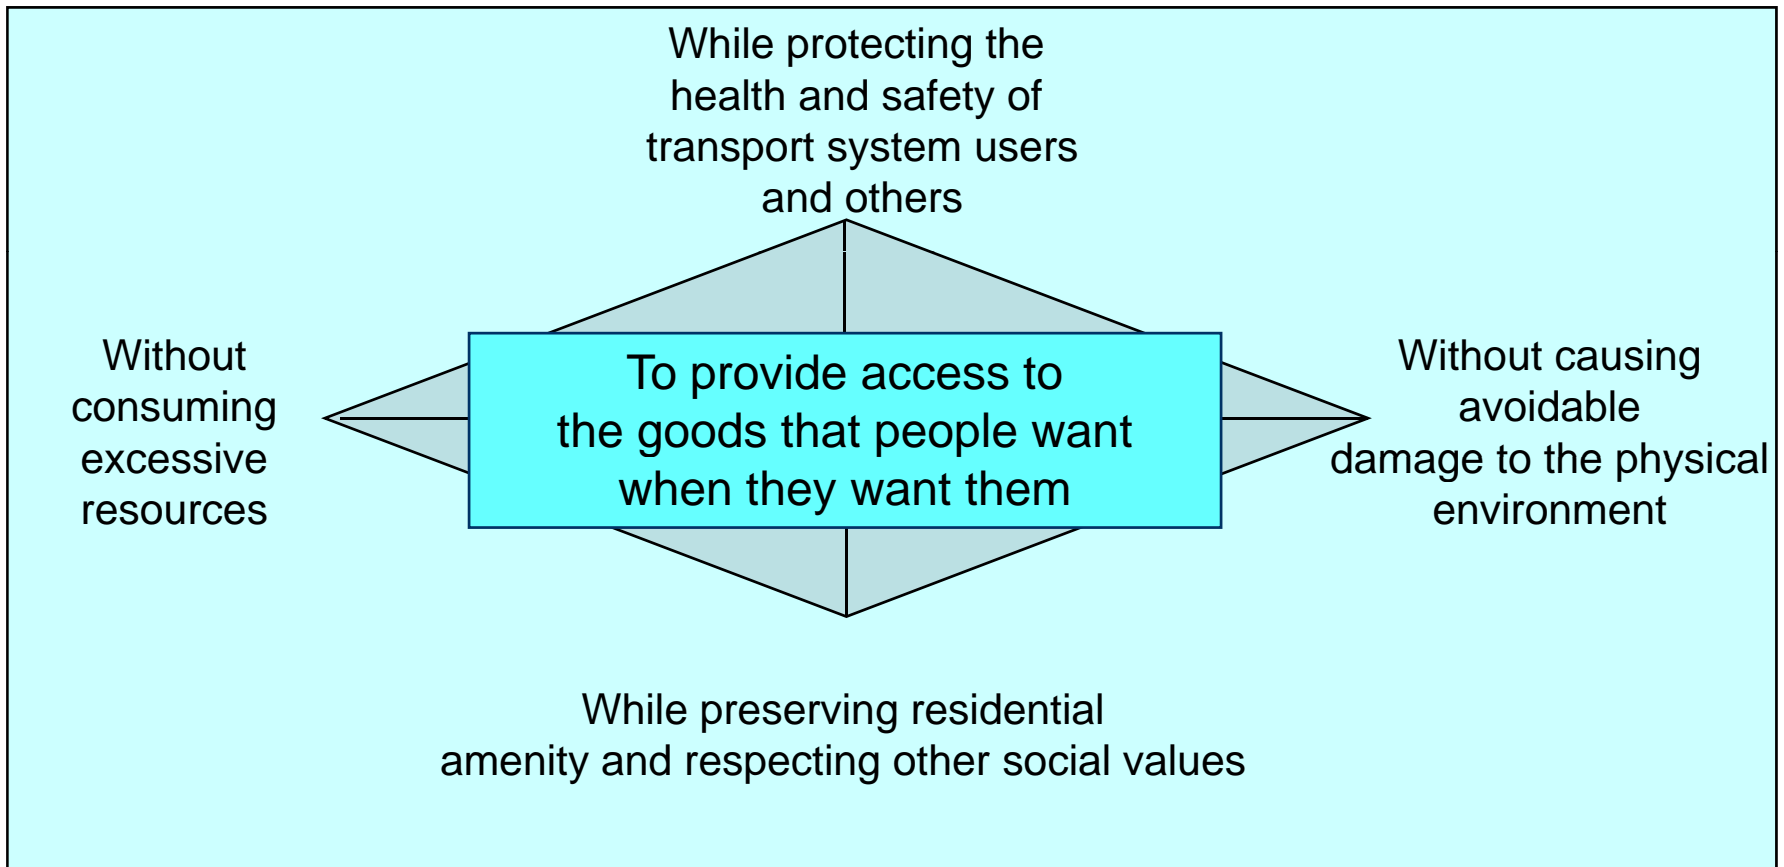 While protecting the
health and safety of
transport system users
and others
Without
consuming
excessive
resources
To provide access to
the goods that people want
when they want them
Without causing
avoidable
damage to the physical
environment
While preserving residential
amenity and respecting other social values